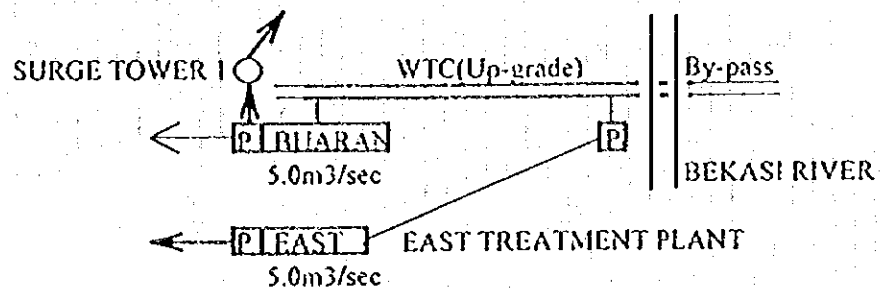 SURGE TOWER 1
WTC(Up-grade)
By-pass
P BUARAN
P
5.0m3/sec
BEKASI RIVER
P EAST
EAST TREATMENT PLANT
5.0m3/sec